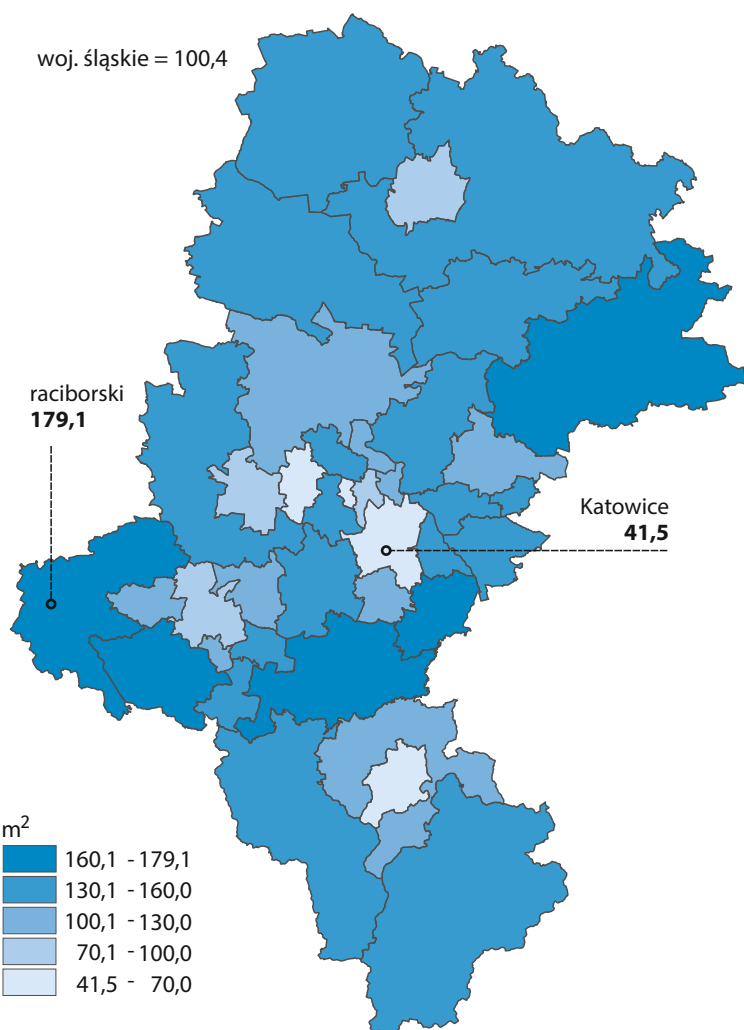 woj. śląskie = 100,4
raciborski
179,1
Katowice
41,5
m²
160,1 - 179,1
130,1 - 160,0
100,1 - 130,0
70,1 - 100,0
41,5 - 70,0